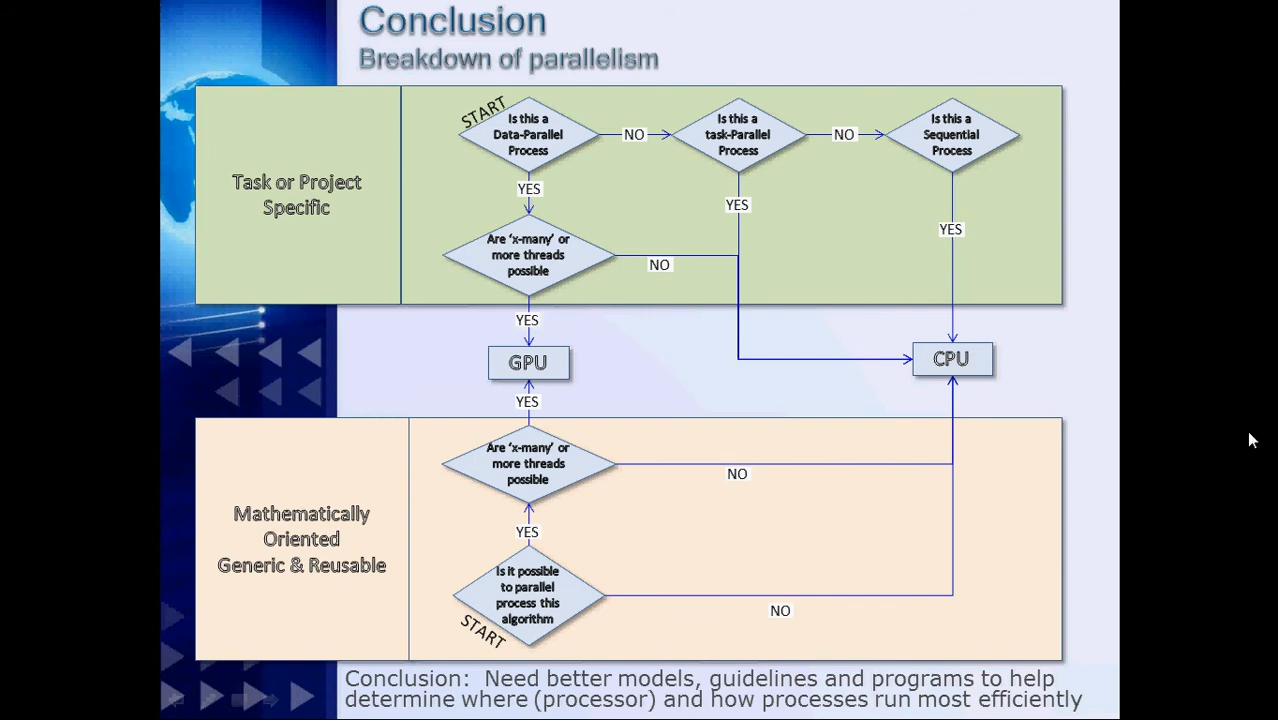 Conclusion
Breakdown of parallelism
START
Is this a
Data-Parallel
Process
NO
Is this a
task-Parallel
Process
NO
Is this a
Sequential
Process
Task or Project
Specific
YES
YES
YES
Are ‘x-many’ or
more threads
possible
NO
YES
GPU
CPU
YES
Are ‘x-many’ or
more threads
possible
NO
Mathematically
Oriented
Generic & Reusable
YES
Is it possible
to parallel
process this
algorithm
START
NO
Conclusion: Need better models, guidelines and programs to help
determine where (processor) and how processes run most efficiently